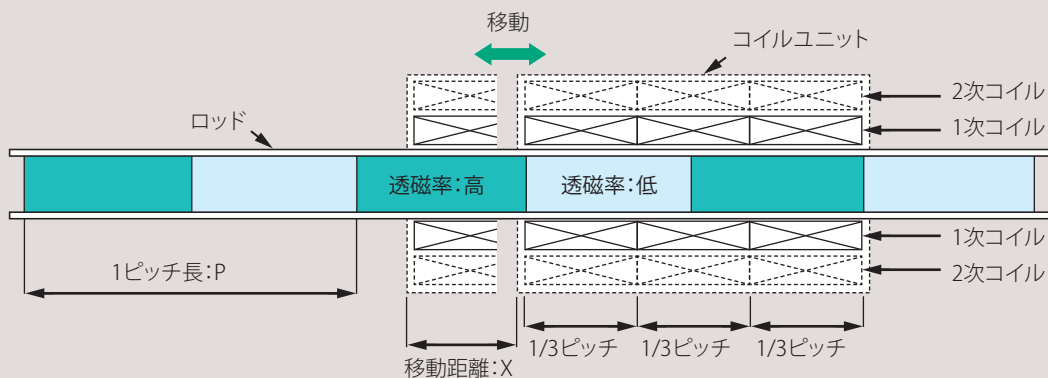 移動
コイルユニット
2次コイル
ロッド
1次コイル
透磁率:高
透磁率:低
1次コイル
1ピッチ長:P
2次コイル
1/3ピッチ
1/3ピッチ
1/3ピッチ
移動距離:X